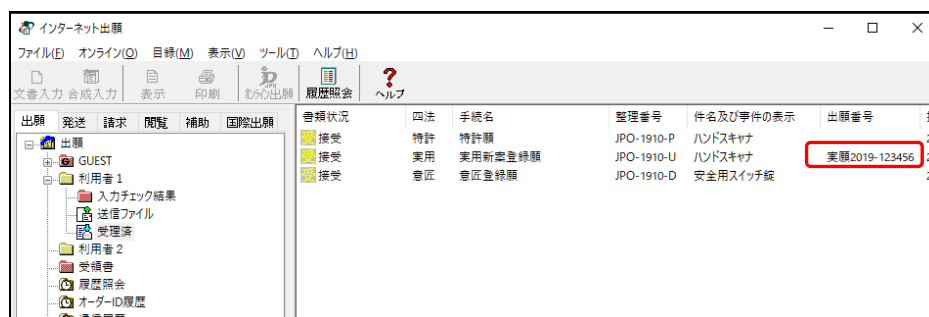 インターネット出願
ファイル(F) オンライン(O) 目録(M) 表示(V) ツール(T) ヘルプ(H)
文書入力 合成入力 表示 印刷 むらい出願 履歴照会 ヘルプ
出願 発送 請求 閲覧 補助 国際出願
書類状況 四法 手続名 整理番号 件名及び事件の表示 出願番号
受 接受 特許 特許願 JPO-1910-P ハンドスキャナ
受 接受 実用 実用新案登録願 JPO-1910-U ハンドスキャナ 実願2019-123456
受 接受 意匠 意匠登録願 JPO-1910-D 安全用スイッチ錠
出願
GUEST
利用者1
入力チェック結果
送信ファイル
受理済
利用者2
受領書
履歴照会
オーダーID履歴